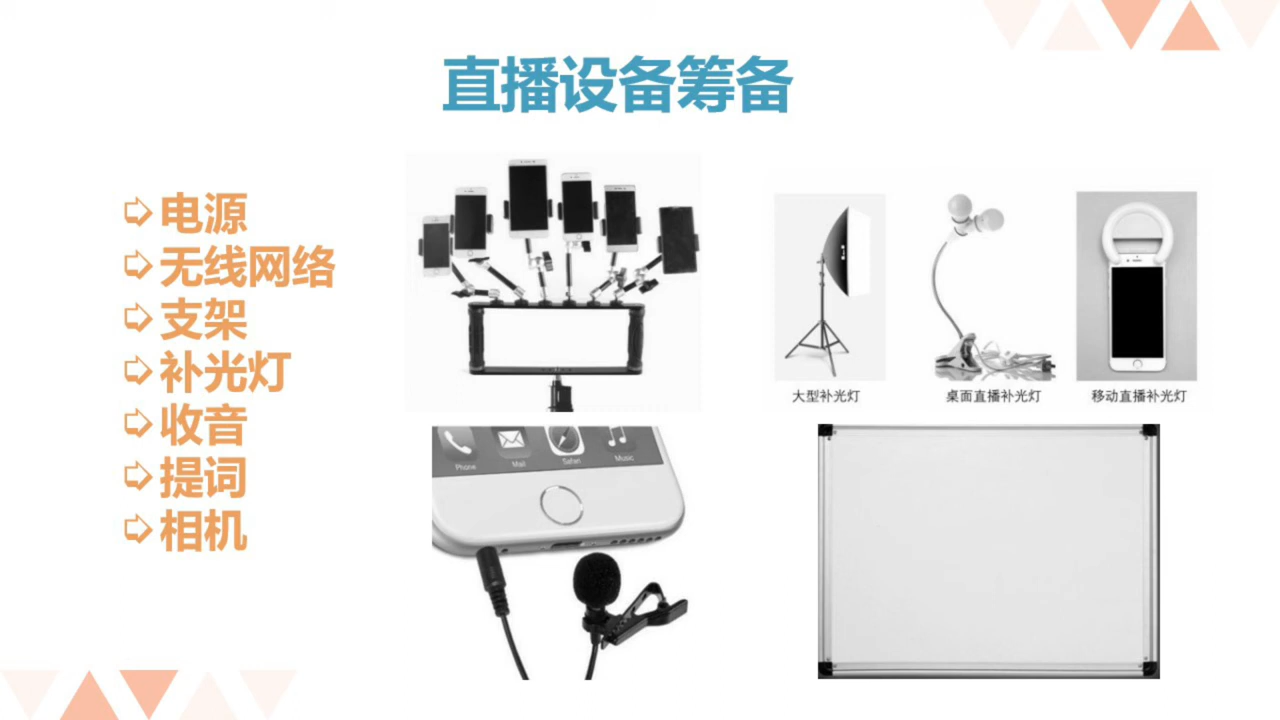 直播设备筹备
电源
无线网络
支架
补光灯
收音
提词
相机
大型补光灯
桌面直播补光灯
移动直播补光灯
Phone
Mail
Safari
Music